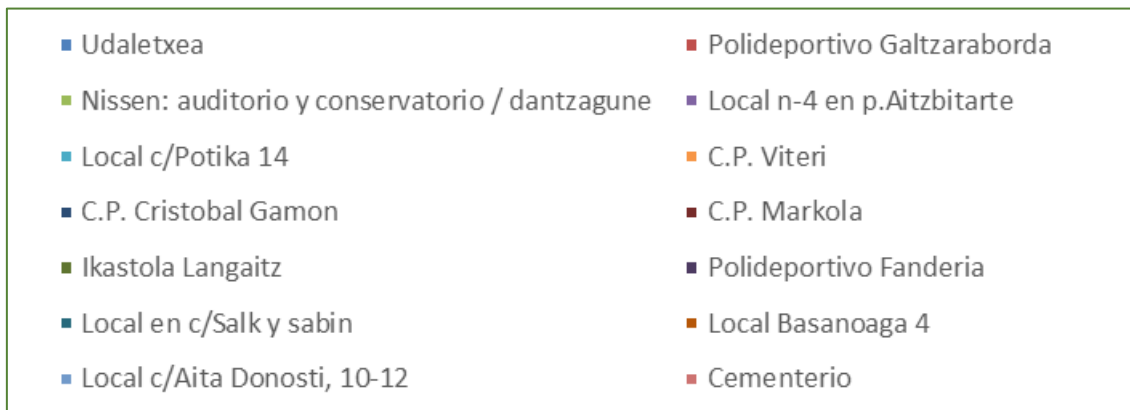 Udaletxea
Polideportivo Galtzaraborda
Nissen: auditorio y conservatorio / dantzagune
Local n-4 en p.Aitzbitarte
Local c/Potika 14
C.P. Viteri
C.P. Cristobal Gamon
C.P. Markola
Ikastola Langaitz
Polideportivo Fanderia
Local en c/Salk y sabin
Local Basanoaga 4
Local c/Aita Donosti, 10-12
Cementerio